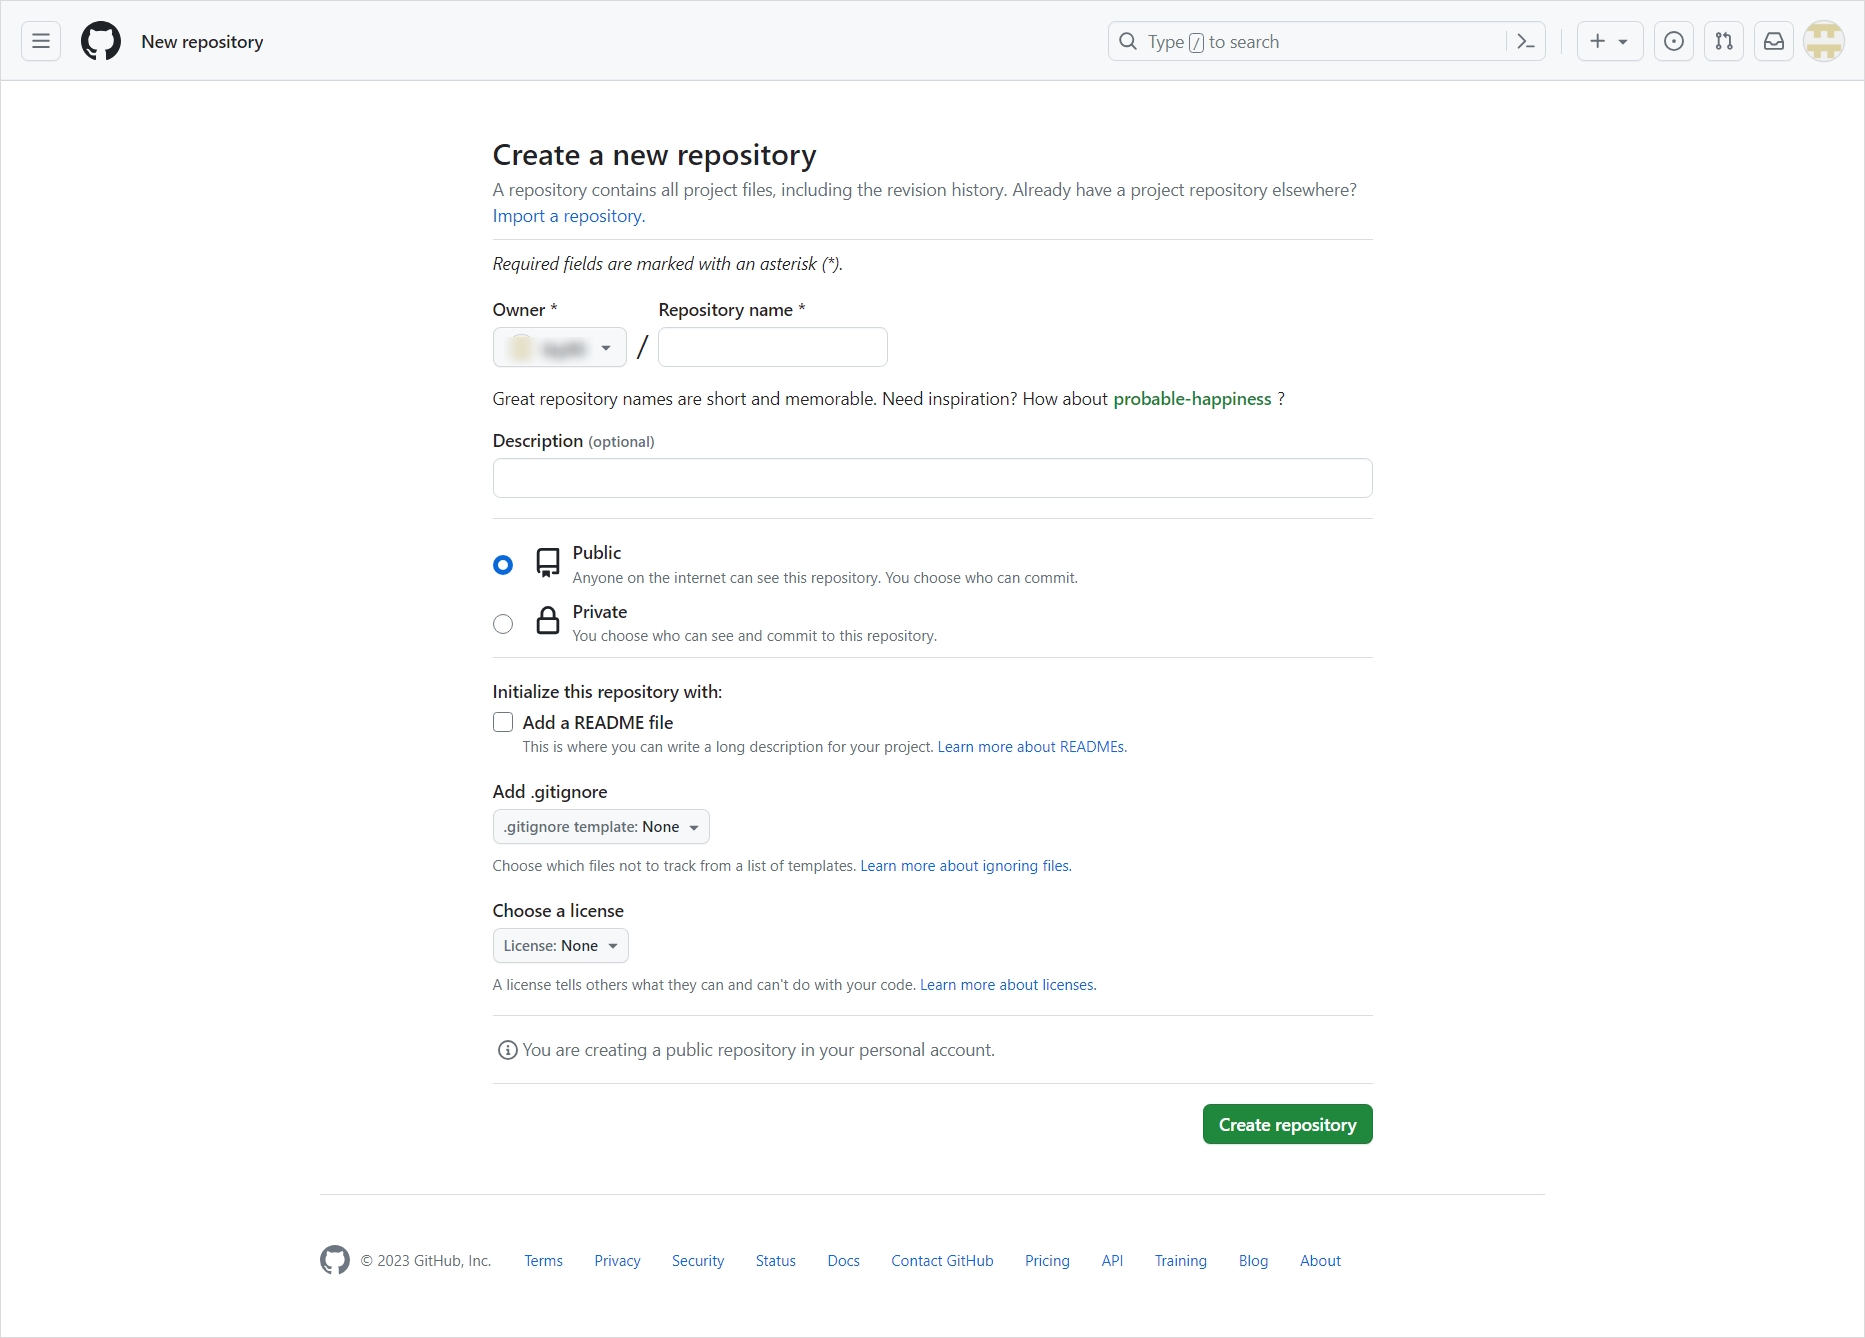 New repository
Type / to search
Create a new repository
A repository contains all project files, including the revision history. Already have a project repository elsewhere?
Import a repository.
Required fields are marked with an asterisk (*).
Owner * Repository name *
/
Great repository names are short and memorable. Need inspiration? How about probable-happiness ?
Description (optional)
Public
Anyone on the internet can see this repository. You choose who can commit.
Private
You choose who can see and commit to this repository.
Initialize this repository with:
Add a README file
This is where you can write a long description for your project. Learn more about READMEs.
Add .gitignore
.gitignore template: None
Choose which files not to track from a list of templates. Learn more about ignoring files.
Choose a license
License: None
A license tells others what they can and can't do with your code. Learn more about licenses.
You are creating a public repository in your personal account.
Create repository
© 2023 GitHub, Inc. Terms Privacy Security Status Docs Contact GitHub Pricing API Training Blog About